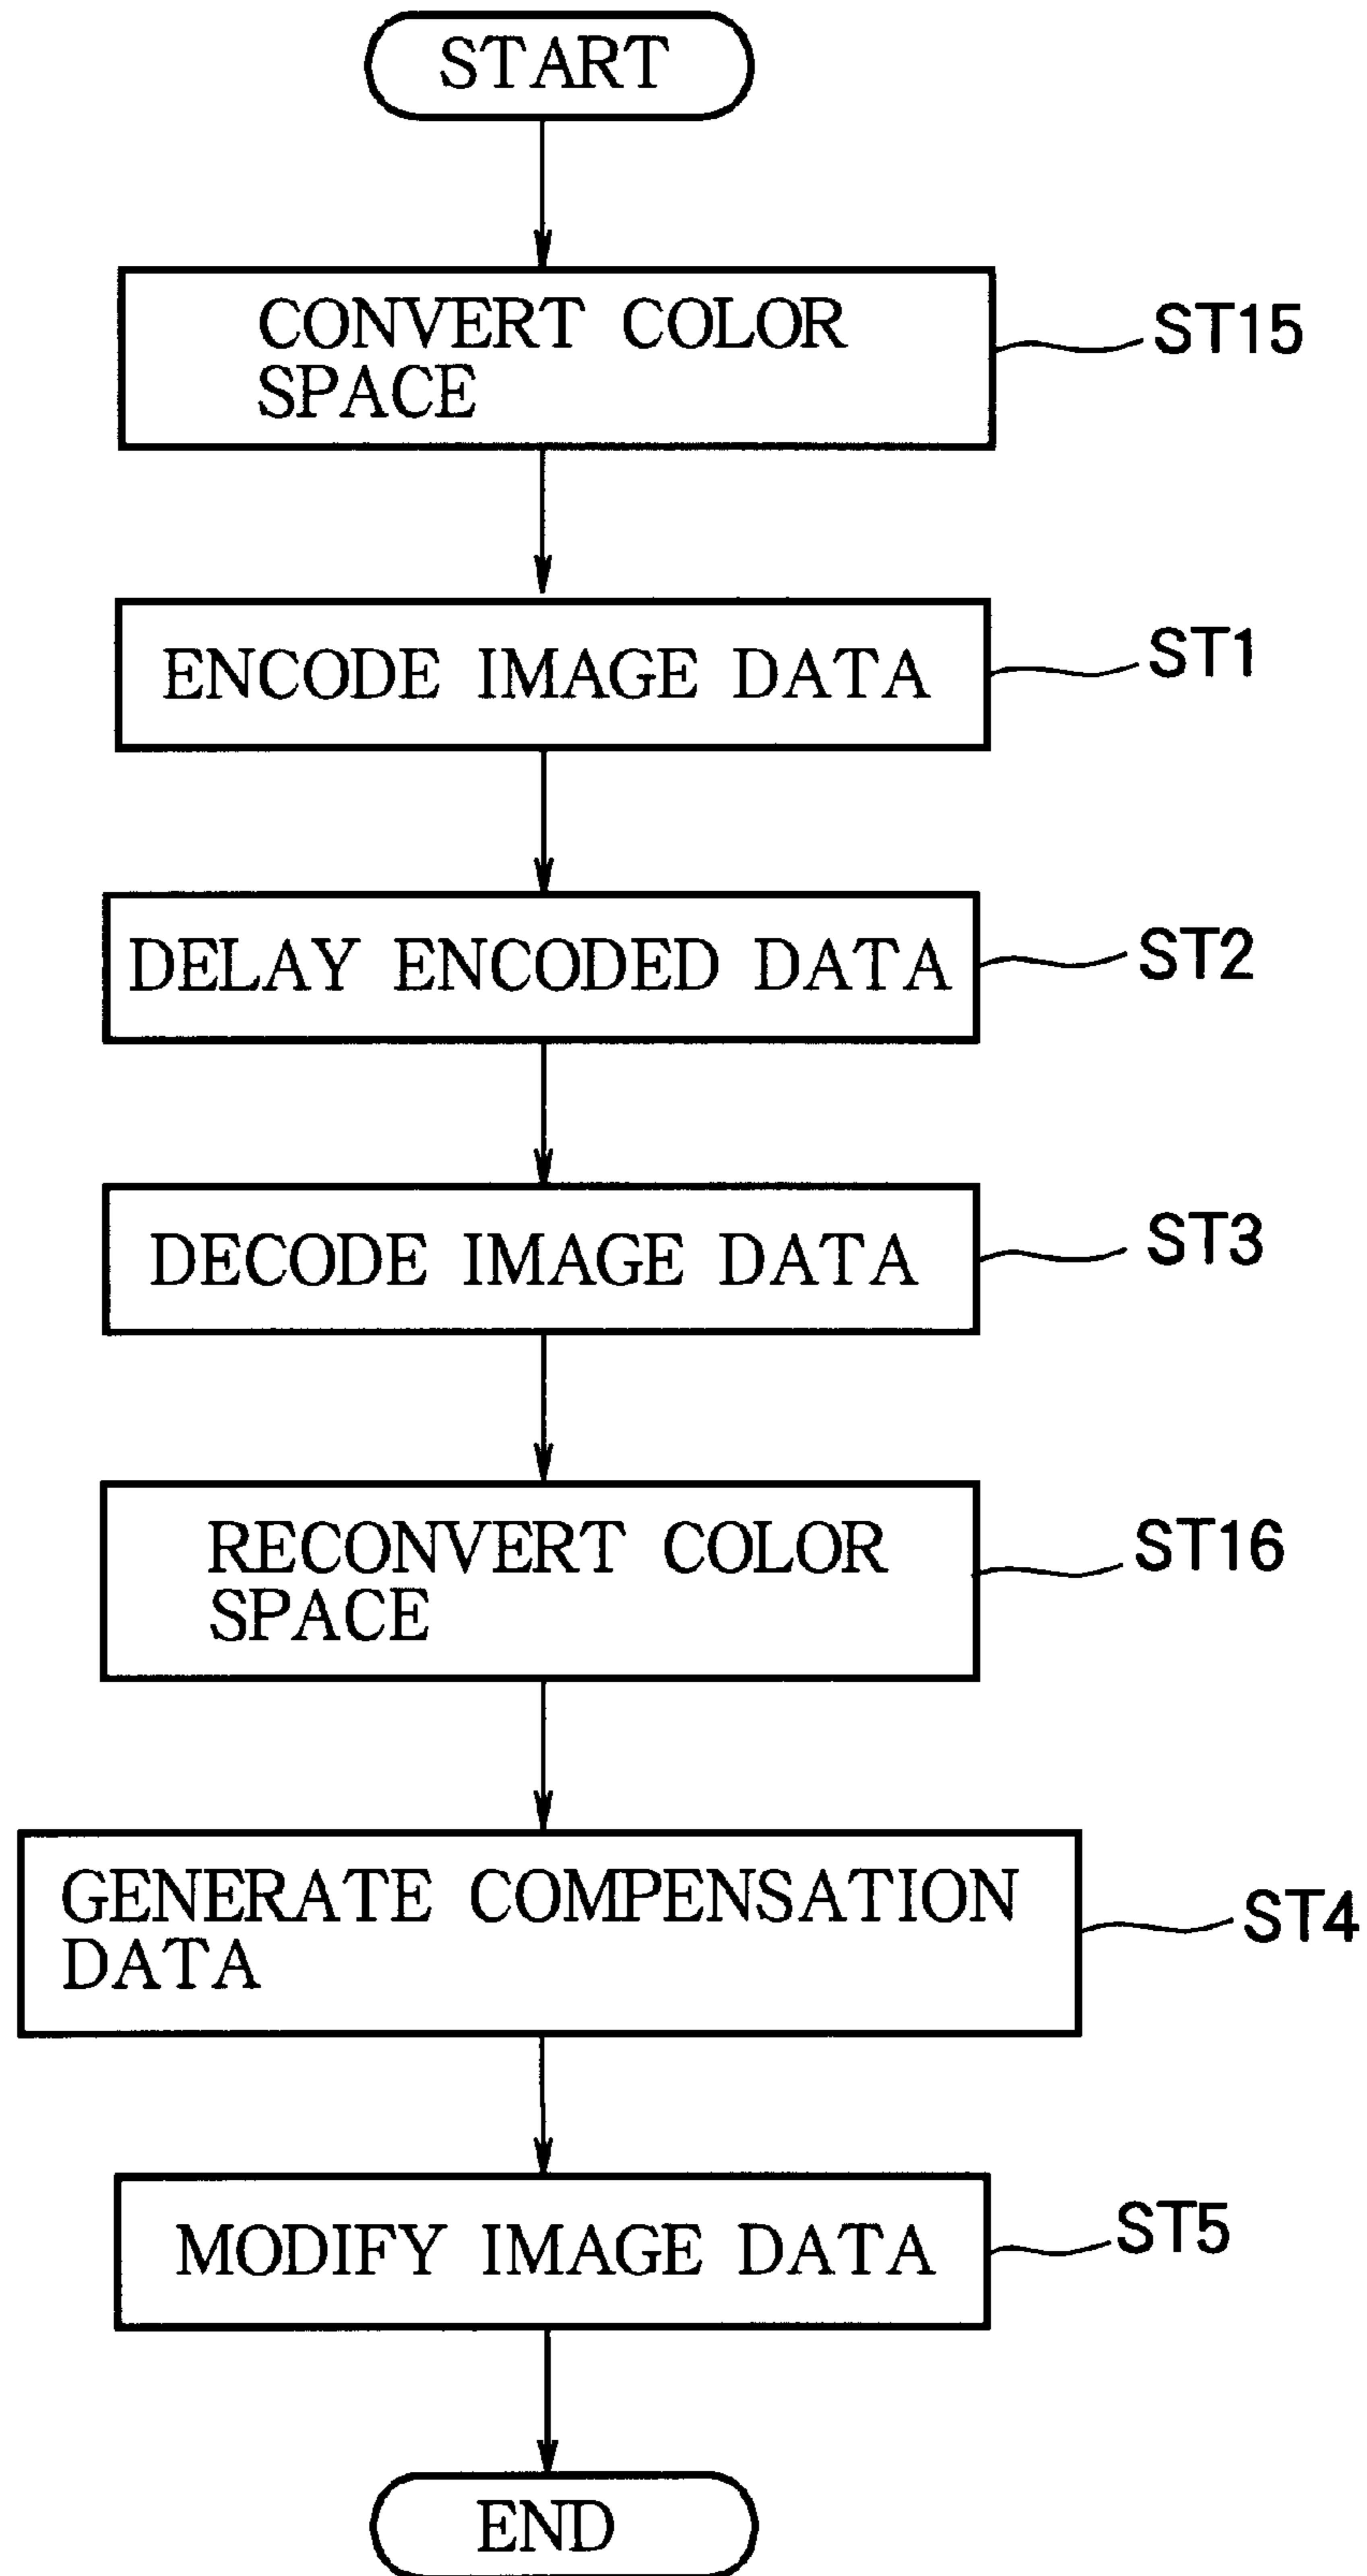 START
CONVERT COLOR
SPACE
ST15
ENCODE IMAGE DATA
ST1
DELAY ENCODED DATA
ST2
DECODE IMAGE DATA
ST3
RECONVERT COLOR
SPACE
ST16
GENERATE COMPENSATION
DATA
ST4
MODIFY IMAGE DATA
ST5
END